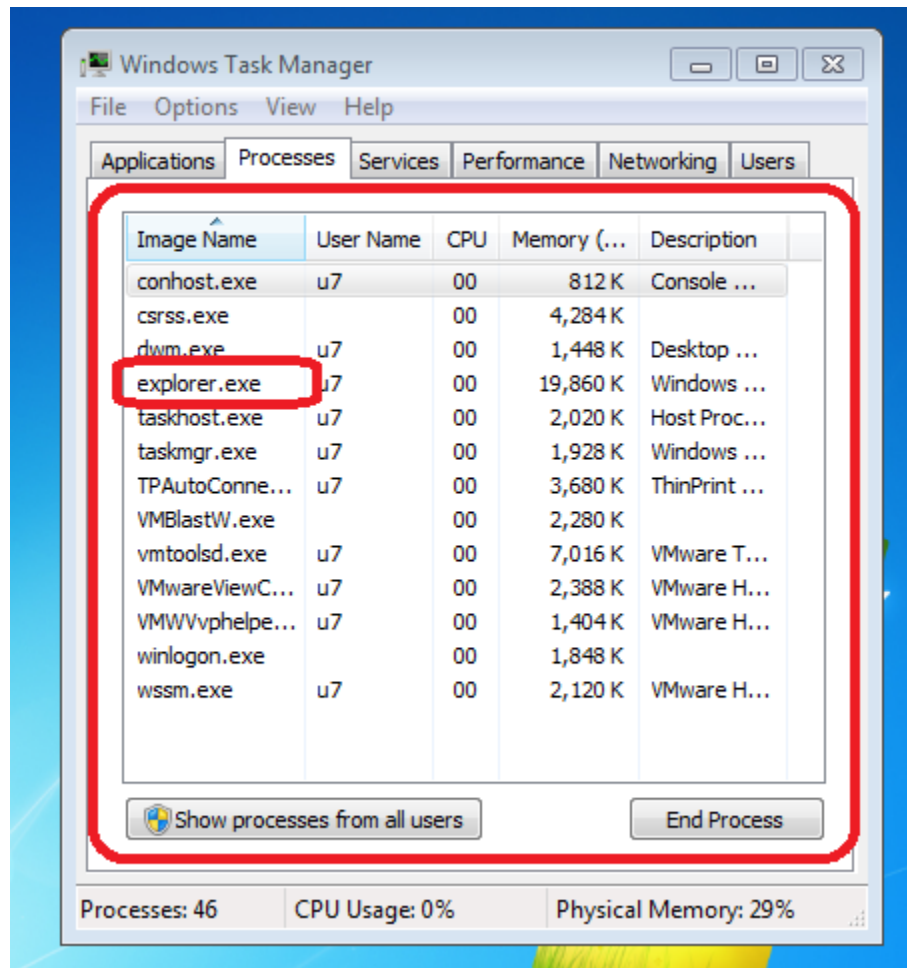 Windows Task Manager
File Options View Help
Applications Processes Services Performance Networking Users
Image Name User Name CPU Memory (... Description
conhost.exe u7 00 812 K Console ...
csrss.exe 00 4,284 K
dwm.exe u7 00 1,448 K Desktop ...
explorer.exe u7 00 19,860 K Windows ...
taskhost.exe u7 00 2,020 K Host Proc...
taskmgr.exe u7 00 1,928 K Windows ...
TPAutoConne... u7 00 3,680 K ThinPrint ...
VMBlastW.exe 00 2,280 K
vmtoolsd.exe u7 00 7,016 K VMware T...
VMwareViewC... u7 00 2,388 K VMware H...
VMWVvphelpe... u7 00 1,404 K VMware H...
winlogon.exe 00 1,848 K
wssm.exe u7 00 2,120 K VMware H...
Show processes from all users End Process
Processes: 46 CPU Usage: 0% Physical Memory: 29%